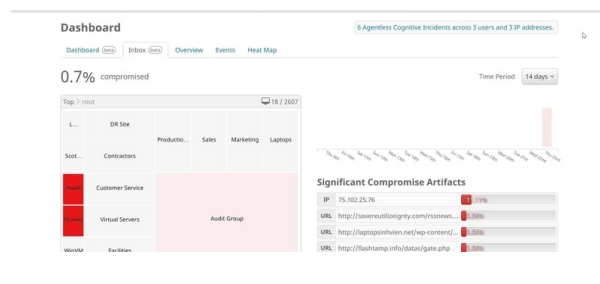 Dashboard
6 Agentless Cognitive Incidents across 3 users and 3 IP addresses.
Dashboard (beta) Inbox (beta) Overview Events Heat Map
0.7% compromised
Time Period 14 days
Top > root
18 / 2607
L...
DR Site
Productio...
Sales
Marketing
Laptops
Scot...
Contractors
Audit
Customer Service
Virtual Servers
Audit Group
WinVM
Facilities
Significant Compromise Artifacts
IP 75.102.25.76
URL http://sovereutilizeignty.com/rssnews....
URL http://laptopsinhvien.net/wp-content/...
URL http://flashtamp.info/datas/gate.php